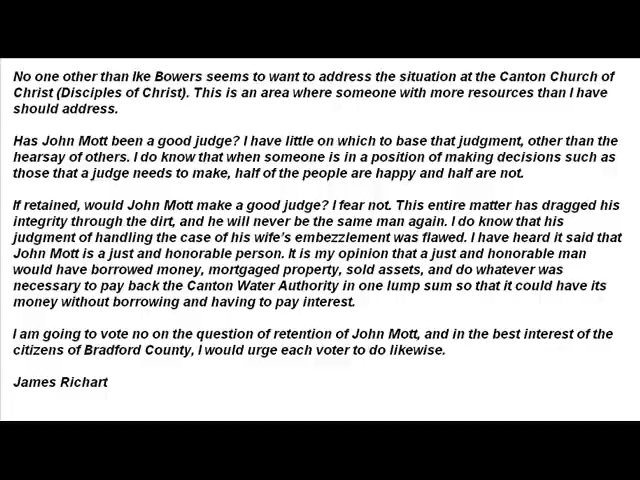 No one other than Ike Bowers seems to want to address the situation at the Canton Church of
Christ (Disciples of Christ). This is an area where someone with more resources than I have
should address.
Has John Mott been a good judge? I have little on which to base that judgment, other than the
hearsay of others. I do know that when someone is in a position of making decisions such as
those that a judge needs to make, half of the people are happy and half are not.
If retained, would John Mott make a good judge? I fear not. This entire matter has dragged his
integrity through the dirt, and he will never be the same man again. I do know that his
judgment of handling the case of his wife's embezzlement was flawed. I have heard it said that
John Mott is a just and honorable person. It is my opinion that a just and honorable man
would have borrowed money, mortgaged property, sold assets, and do whatever was
necessary to pay back the Canton Water Authority in one lump sum so that it could have its
money without borrowing and having to pay interest.
I am going to vote no on the question of retention of John Mott, and in the best interest of the
citizens of Bradford County, I would urge each voter to do likewise.
James Richart